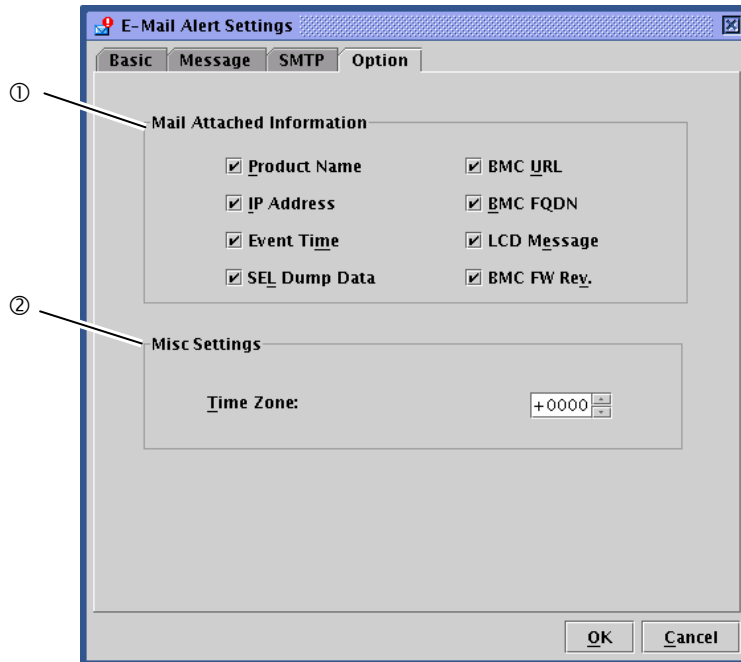 E-Mail Alert Settings
Basic Message SMTP Option
①
Mail Attached Information
Product Name BMC URL
IP Address BMC FQDN
Event Time LCD Message
SEL Dump Data BMC FW Rev.
②
Misc Settings
Time Zone: +0000
OK Cancel